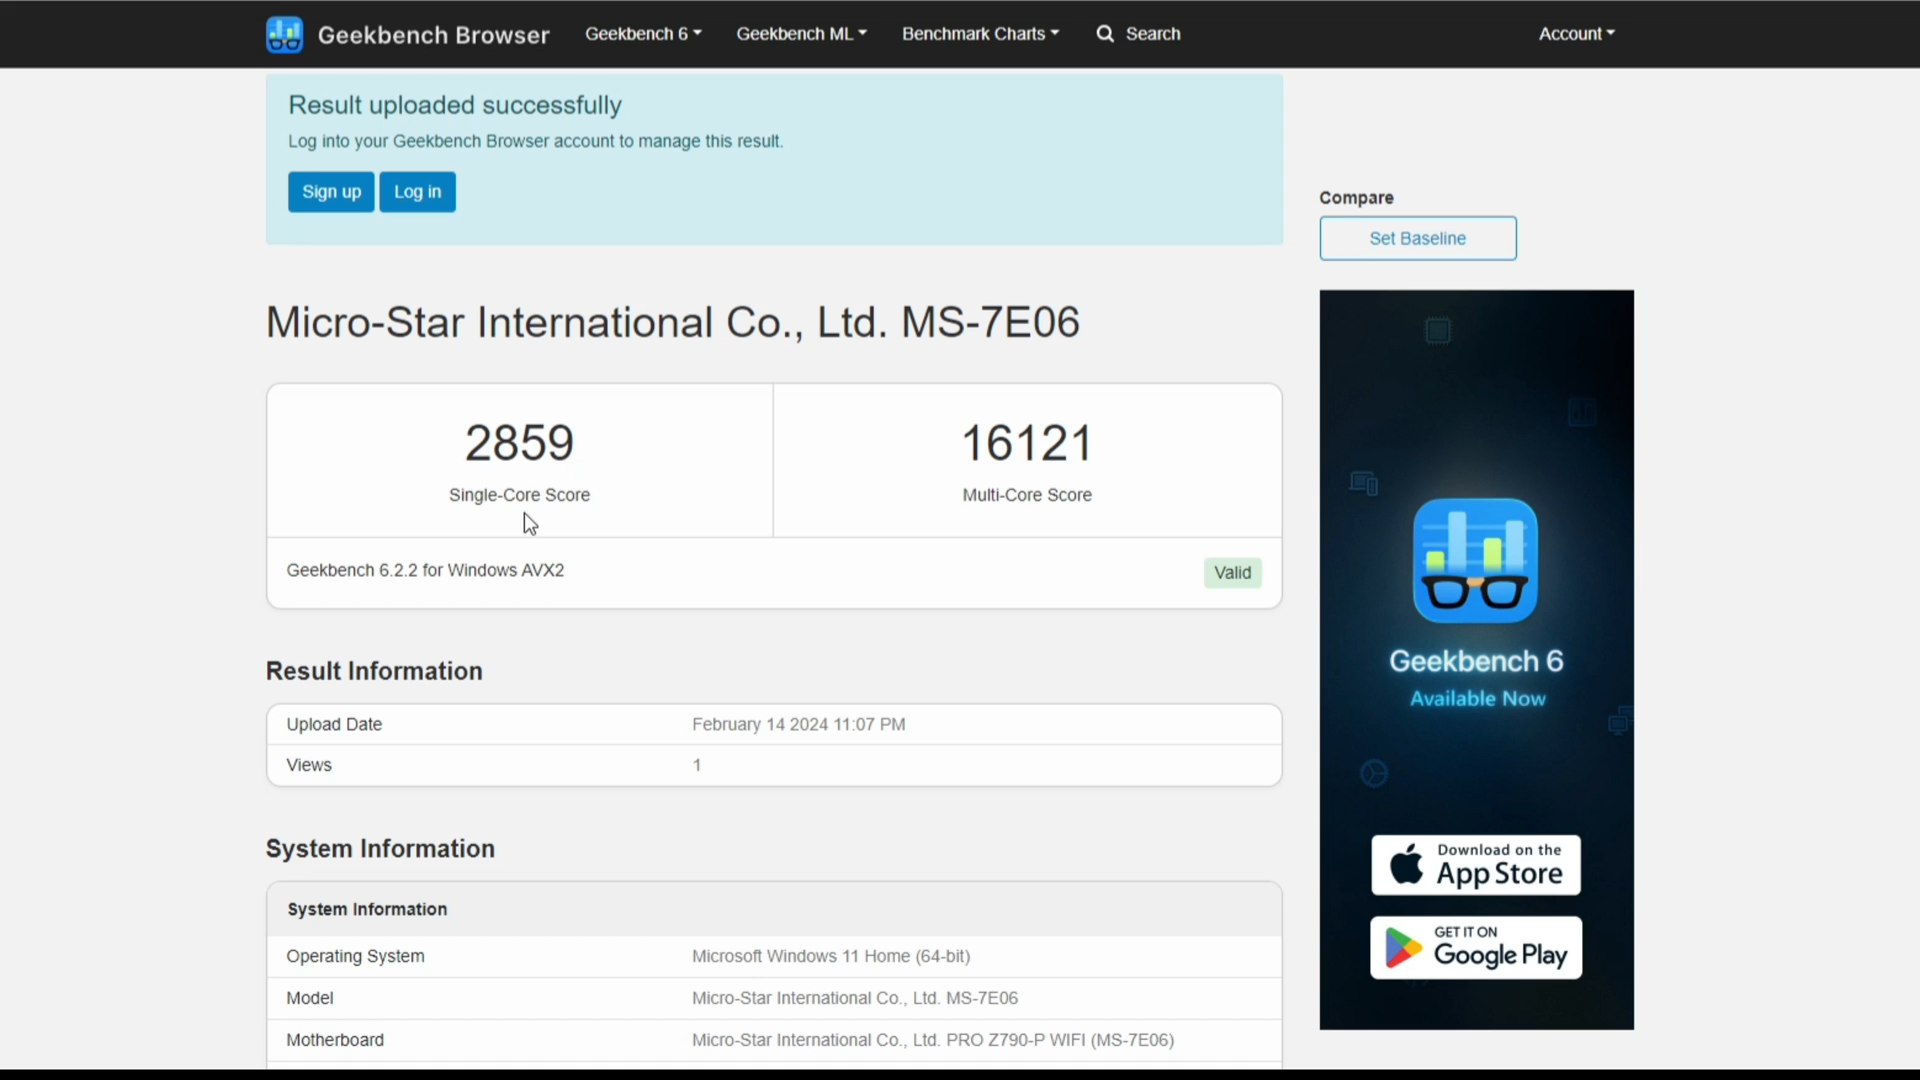 Geekbench Browser
Geekbench 6
Geekbench ML
Benchmark Charts
Search
Account
Result uploaded successfully
Log into your Geekbench Browser account to manage this result.
Sign up
Log in
Compare
Set Baseline
Micro-Star International Co., Ltd. MS-7E06
2859
Single-Core Score
16121
Multi-Core Score
Geekbench 6.2.2 for Windows AVX2
Valid
Result Information
Upload Date
February 14 2024 11:07 PM
Views
1
System Information
System Information
Operating System
Microsoft Windows 11 Home (64-bit)
Model
Micro-Star International Co., Ltd. MS-7E06
Motherboard
Micro-Star International Co., Ltd. PRO Z790-P WIFI (MS-7E06)
Geekbench 6
Available Now
Download on the
App Store
GET IT ON
Google Play